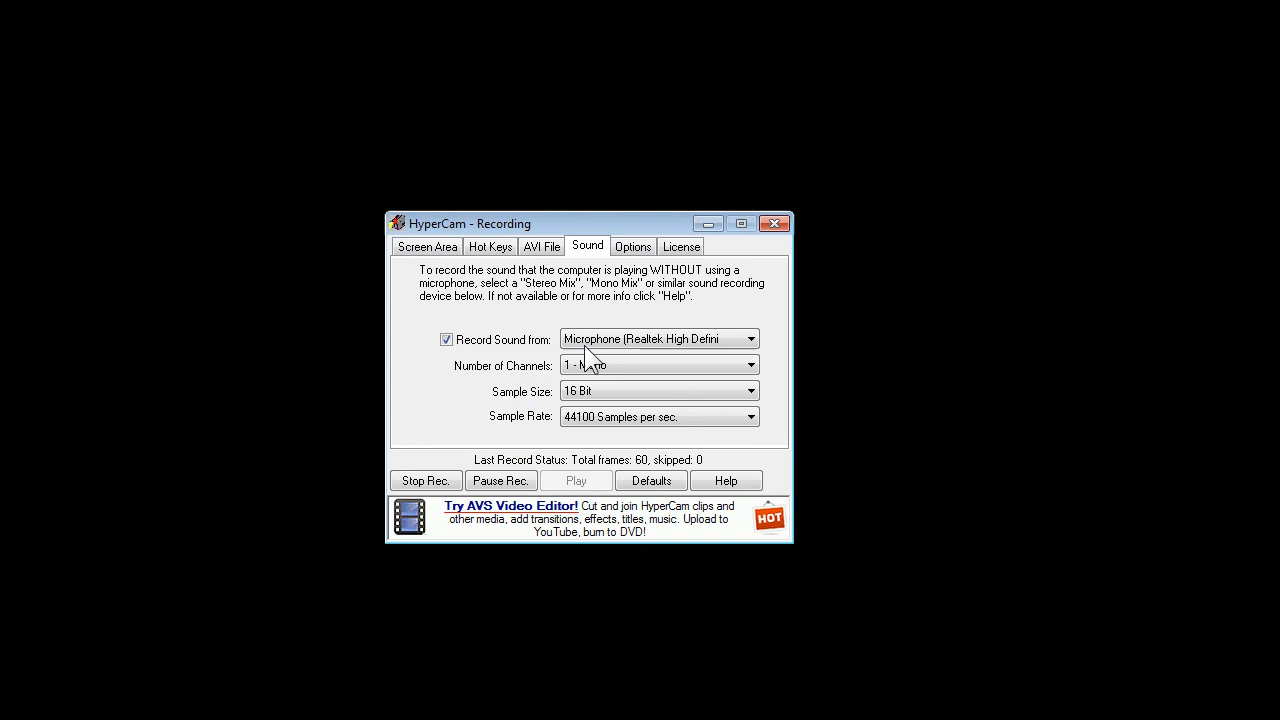 HyperCam - Recording
Screen Area Hot Keys AVI File Sound Options License
To record the sound that the computer is playing WITHOUT using a
microphone, select a "Stereo Mix", "Mono Mix" or similar sound recording
device below. If not available or for more info click "Help".
Record Sound from: Microphone (Realtek High Defini
Number of Channels: 1 -
Sample Size: 16 Bit
Sample Rate: 44100 Samples per sec.
Last Record Status: Total frames: 60, skipped: 0
Stop Rec. Pause Rec. Play Defaults Help
Try AVS Video Editor! Cut and join HyperCam clips and
other media, add transitions, effects, titles, music. Upload to
YouTube, burn to DVD!
HOT